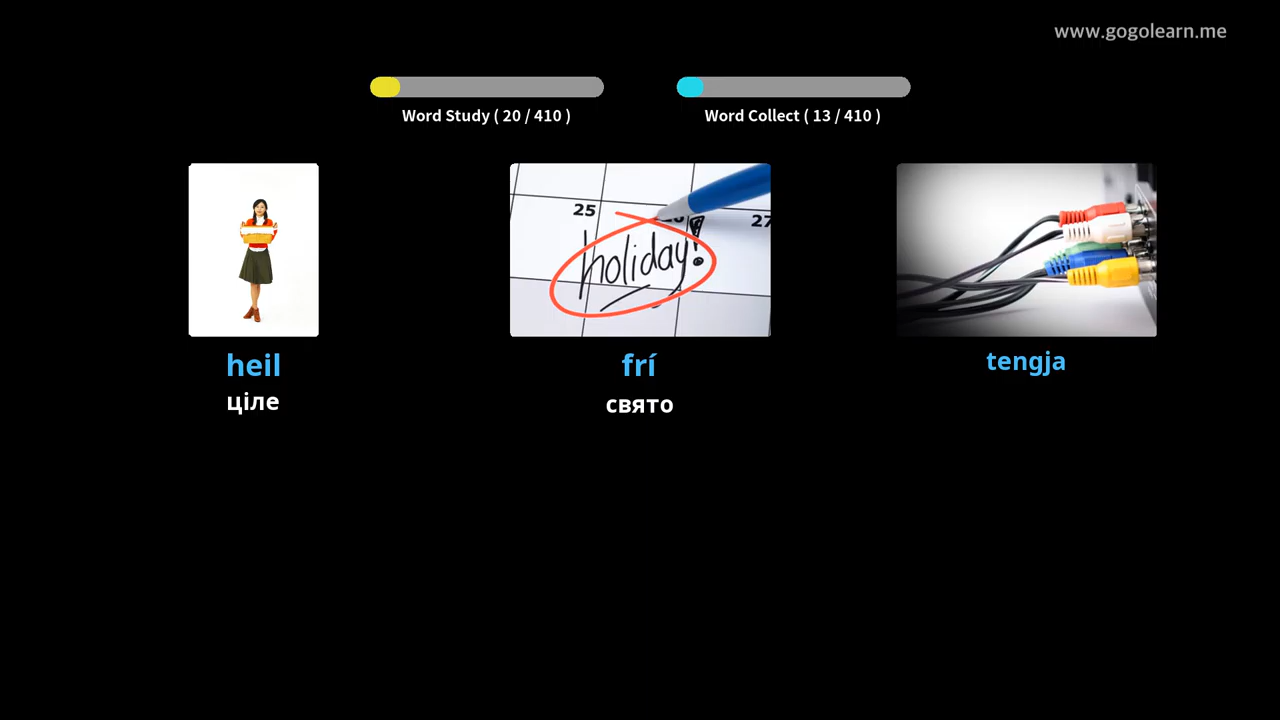 www.gogolearn.me
Word Study ( 20 / 410 )
Word Collect ( 13 / 410 )
25
27
holiday!
heil
frí
tengja
ціле
свято